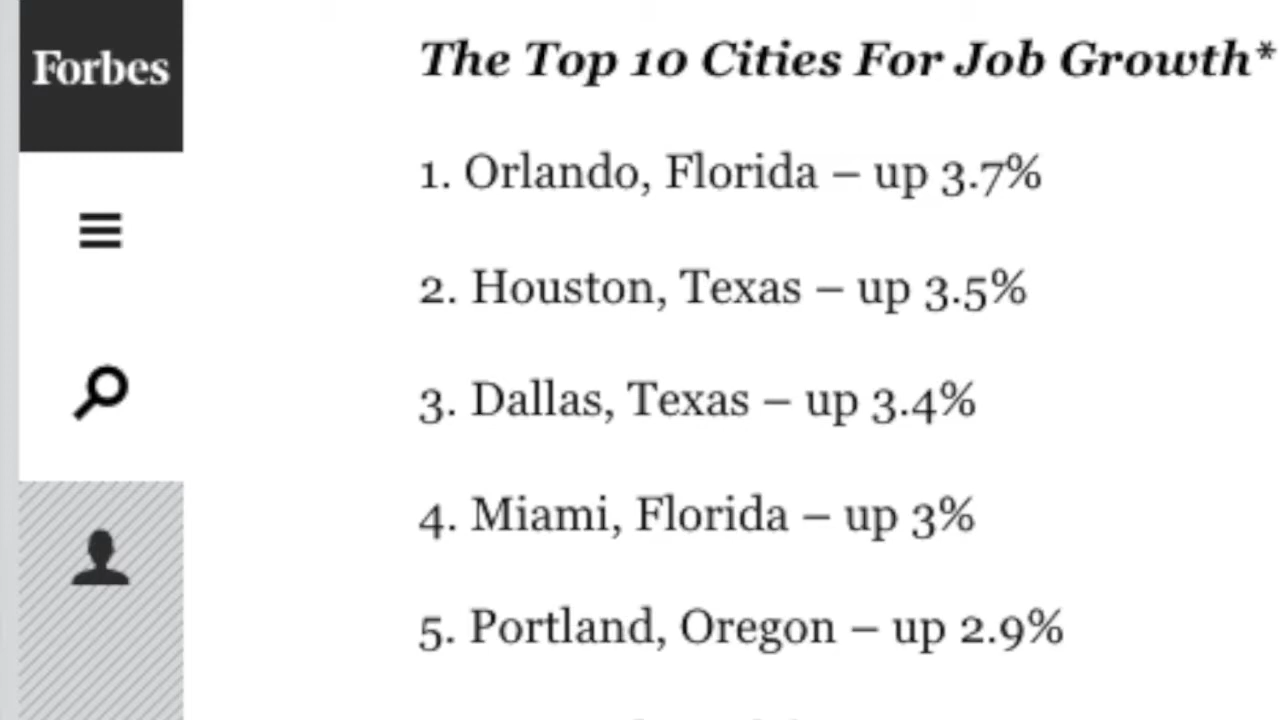 Forbes
The Top 10 Cities For Job Growth*
1. Orlando, Florida – up 3.7%
2. Houston, Texas – up 3.5%
3. Dallas, Texas – up 3.4%
4. Miami, Florida – up 3%
5. Portland, Oregon – up 2.9%